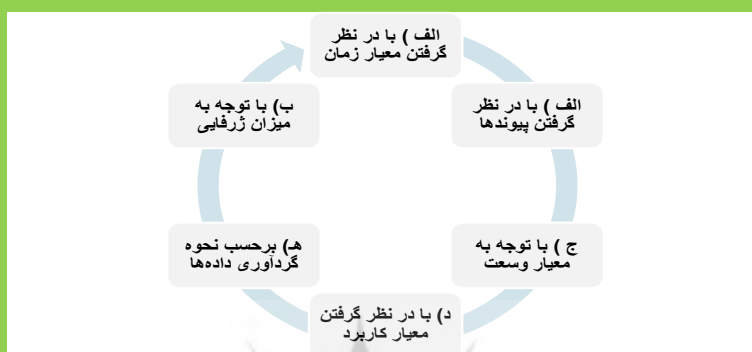 الف ) با در نظر
گرفتن معیار زمان
الف ) با در نظر
گرفتن پیوندها
ج ) با توجه به
معیار وسعت
د) با در نظر گرفتن
معیار کاربرد
هـ) برحسب نحوه
گردآوری داده‌ها
ب) با توجه به
میزان ژرفایی